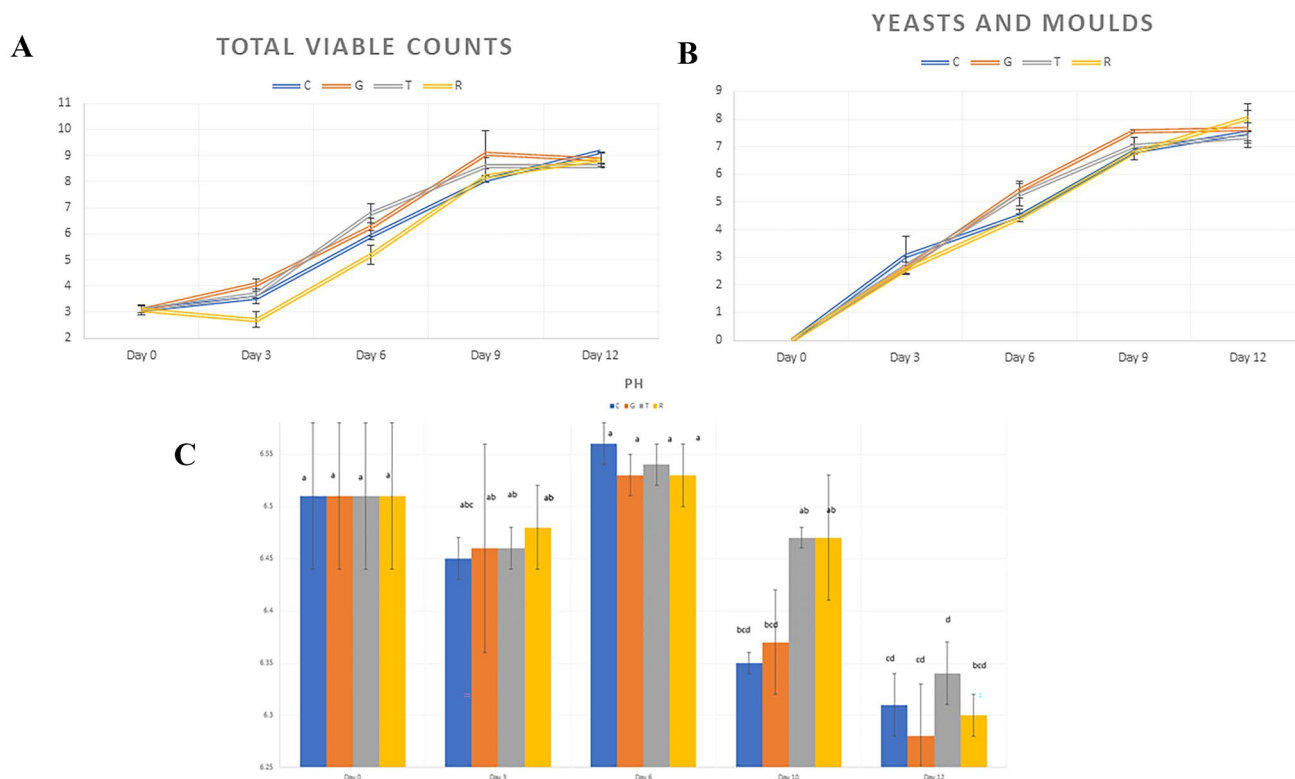 A
TOTAL VIABLE COUNTS
C G T R
11
10
9
8
7
6
5
4
3
2
Day 0 Day 3 Day 6 Day 9 Day 12
YEASTS AND MOULDS
B
C G T R
9
8
7
6
5
4
3
2
1
0
Day 0 Day 3 Day 6 Day 9 Day 12
PH
C G T R
C
6.55
6.5
6.45
6.4
6.35
6.3
6.25
a a a a
abc ab ab ab
a a a a
bcd bcd ab ab
cd cd d bcd
Day 0 Day 3 Day 6 Day 10 Day 12